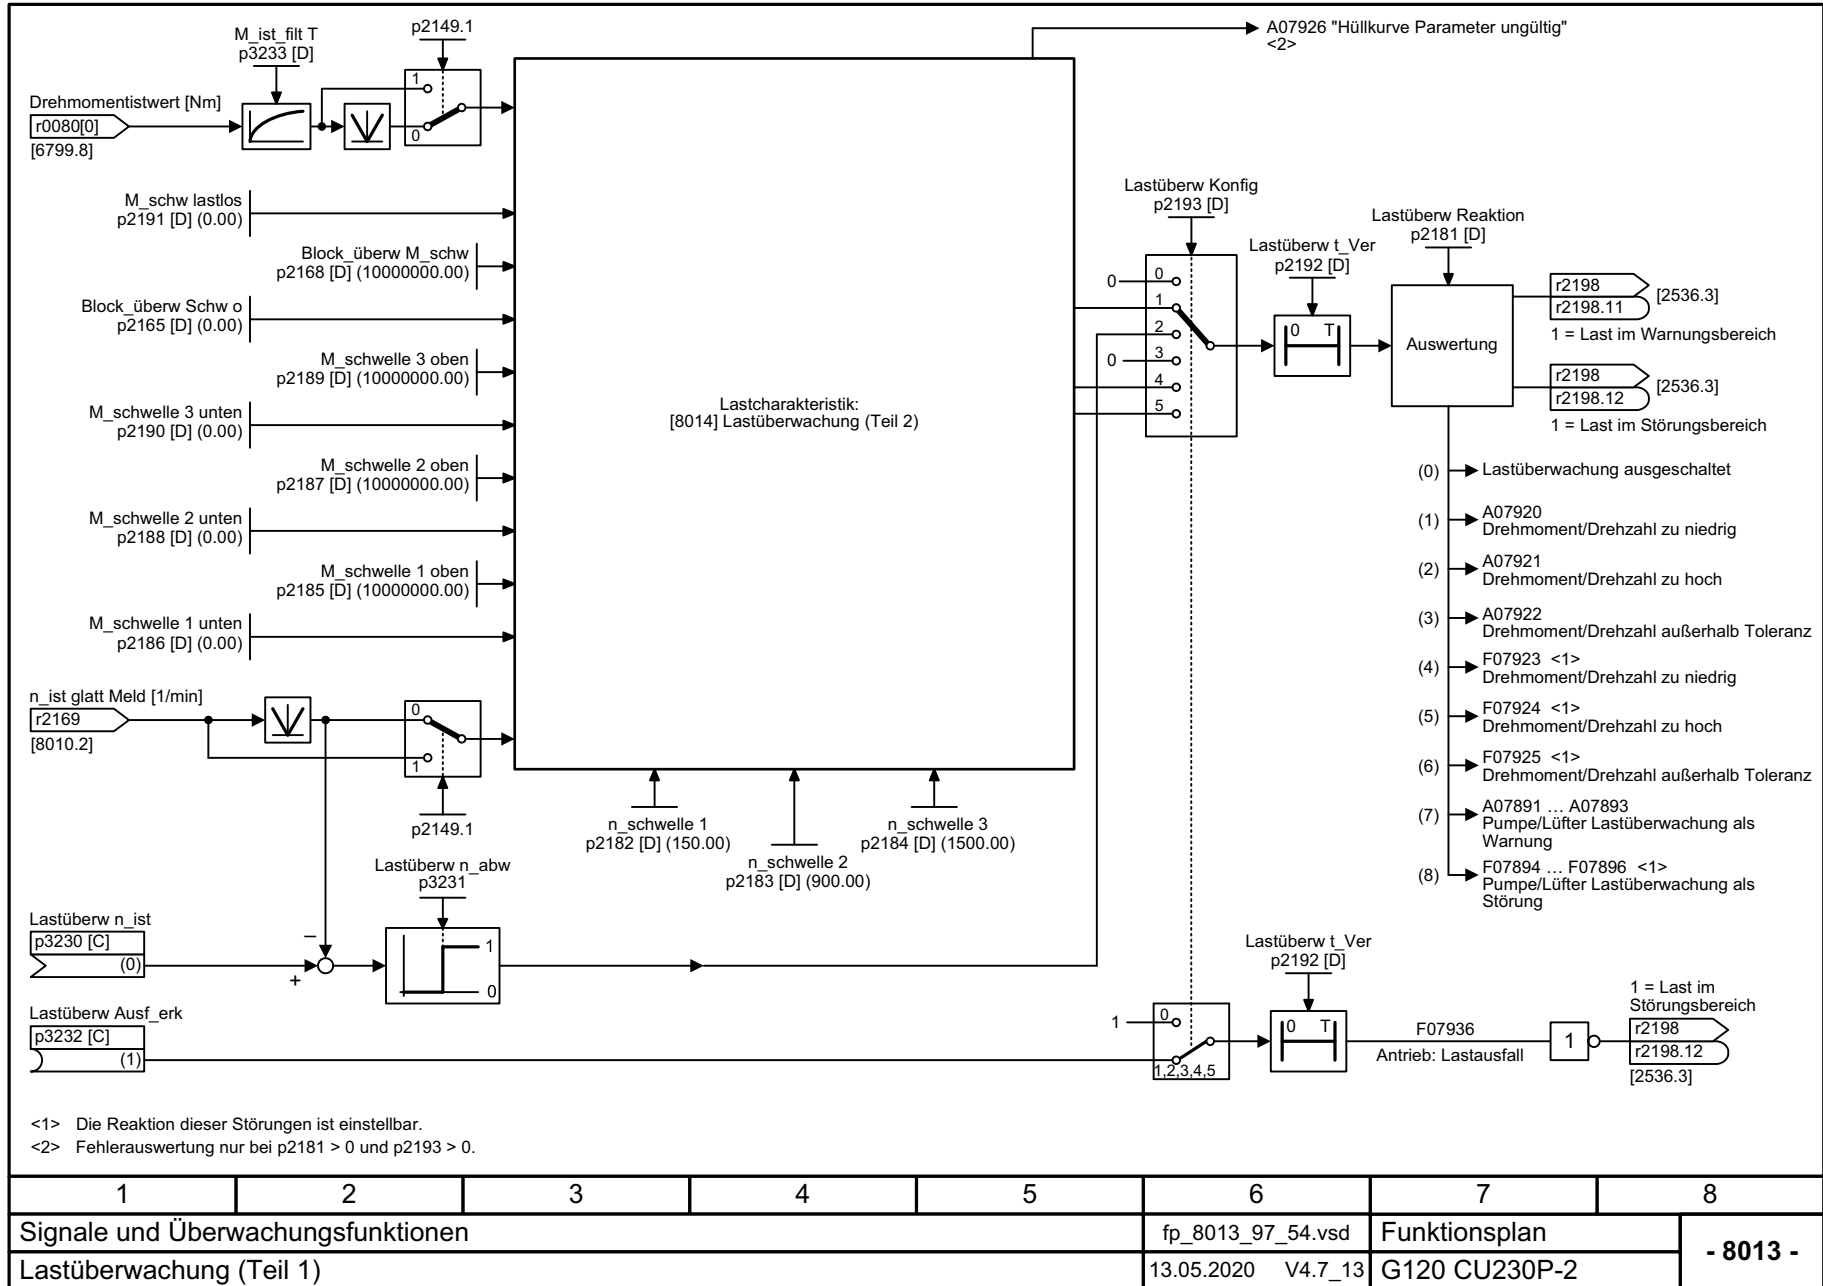 A07926 "Hüllkurve Parameter ungültig"
<2>
M_ist_filt T
p3233 [D]
p2149.1
1
0
Drehmomentistwert [Nm]
r0080[0]
[6799.8]
M_schw lastlos
p2191 [D] (0.00)
Block_überw M_schw
p2168 [D] (10000000.00)
Block_überw Schw o
p2165 [D] (0.00)
M_schwelle 3 oben
p2189 [D] (10000000.00)
M_schwelle 3 unten
p2190 [D] (0.00)
M_schwelle 2 oben
p2187 [D] (10000000.00)
M_schwelle 2 unten
p2188 [D] (0.00)
M_schwelle 1 oben
p2185 [D] (10000000.00)
M_schwelle 1 unten
p2186 [D] (0.00)
n_ist glatt Meld [1/min]
r2169
[8010.2]
0
1
p2149.1
Lastcharakteristik:
[8014] Lastüberwachung (Teil 2)
n_schwelle 1
p2182 [D] (150.00)
n_schwelle 2
p2183 [D] (900.00)
n_schwelle 3
p2184 [D] (1500.00)
Lastüberw n_abw
p3231
1
0
Lastüberw n_ist
p3230 [C]
(0)
–
+
Lastüberw Ausf_erk
p3232 [C]
(1)
Lastüberw Konfig
p2193 [D]
0 0
1
2
0 3
4
5
Lastüberw t_Ver
p2192 [D]
0 T
Lastüberw Reaktion
p2181 [D]
Auswertung
r2198
r2198.11
[2536.3]
1 = Last im Warnungsbereich
r2198
r2198.12
[2536.3]
1 = Last im Störungsbereich
(0) Lastüberwachung ausgeschaltet
(1) A07920
Drehmoment/Drehzahl zu niedrig
(2) A07921
Drehmoment/Drehzahl zu hoch
(3) A07922
Drehmoment/Drehzahl außerhalb Toleranz
(4) F07923 <1>
Drehmoment/Drehzahl zu niedrig
(5) F07924 <1>
Drehmoment/Drehzahl zu hoch
(6) F07925 <1>
Drehmoment/Drehzahl außerhalb Toleranz
(7) A07891 … A07893
Pumpe/Lüfter Lastüberwachung als
Warnung
(8) F07894 … F07896 <1>
Pumpe/Lüfter Lastüberwachung als
Störung
1 0
1,2,3,4,5
Lastüberw t_Ver
p2192 [D]
0 T
F07936
Antrieb: Lastausfall
1
1 = Last im
Störungsbereich
r2198
r2198.12
[2536.3]
<1> Die Reaktion dieser Störungen ist einstellbar.
<2> Fehlerauswertung nur bei p2181 > 0 und p2193 > 0.
1 2 3 4 5 6 7 8
Signale und Überwachungsfunktionen
fp_8013_97_54.vsd
Funktionsplan
- 8013 -
Lastüberwachung (Teil 1)
13.05.2020 V4.7_13
G120 CU230P-2